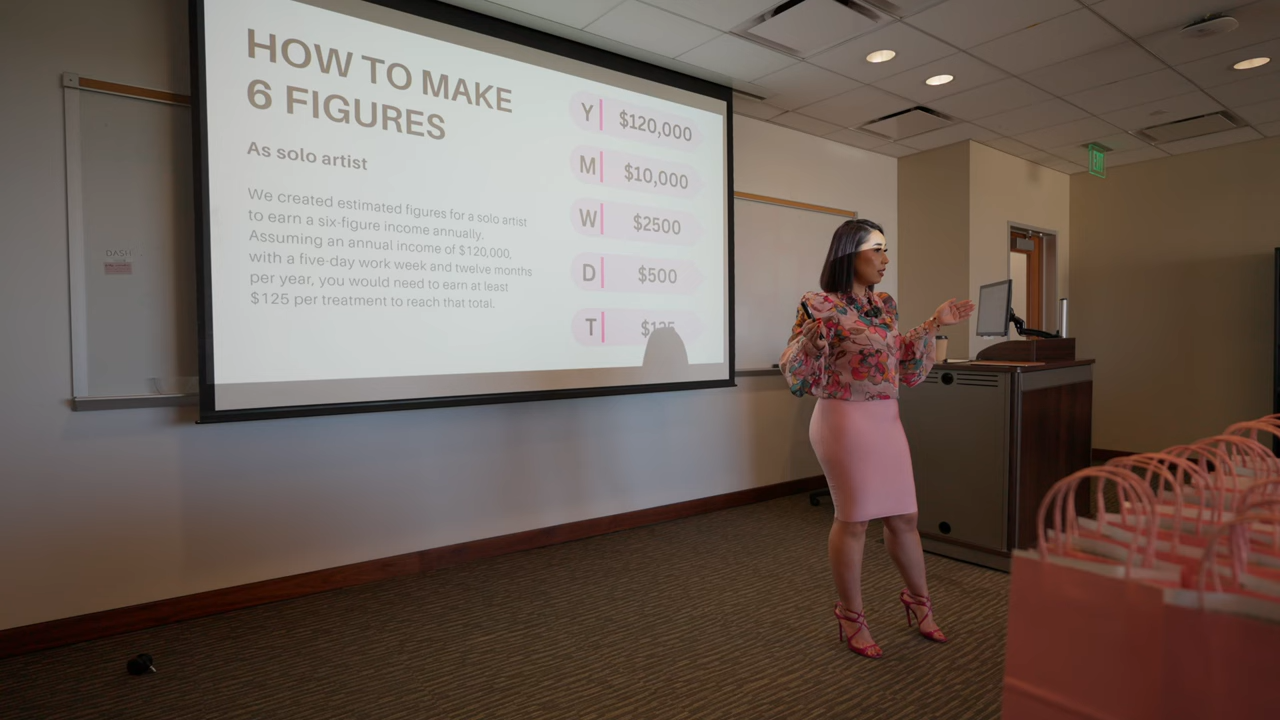 HOW TO MAKE
6 FIGURES
As solo artist
We created estimated figures for a solo artist
to earn a six-figure income annually.
Assuming an annual income of $120,000,
with a five-day work week and twelve months
per year, you would need to earn at least
$125 per treatment to reach that total.
Y $120,000
M $10,000
W $2500
D $500
T $125
DASH
EXIT